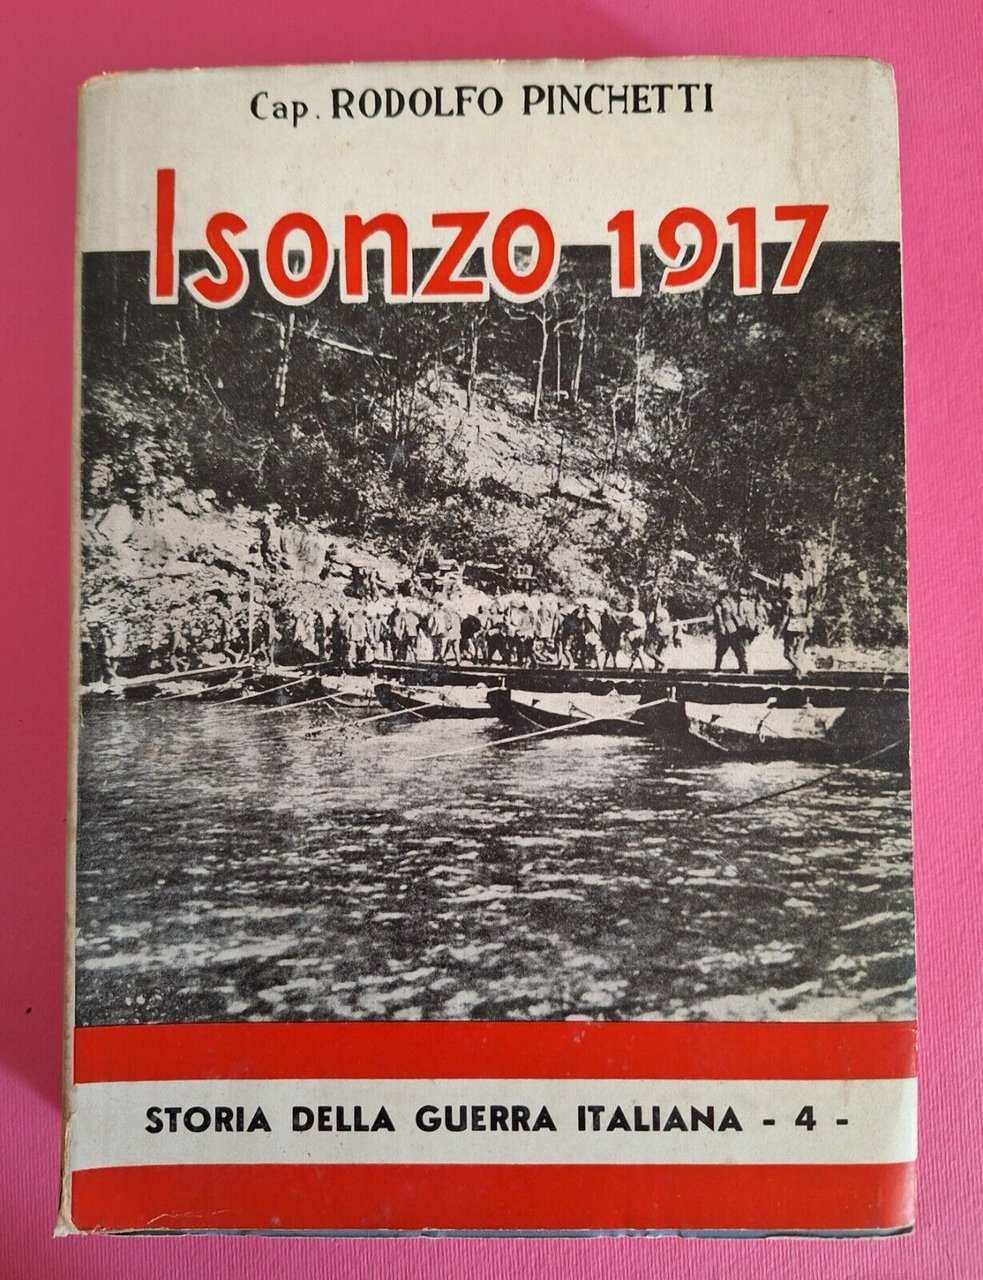 Cap. RODOLFO PINCHETTI
Isonzo 1917
STORIA DELLA GUERRA ITALIANA - 4 -